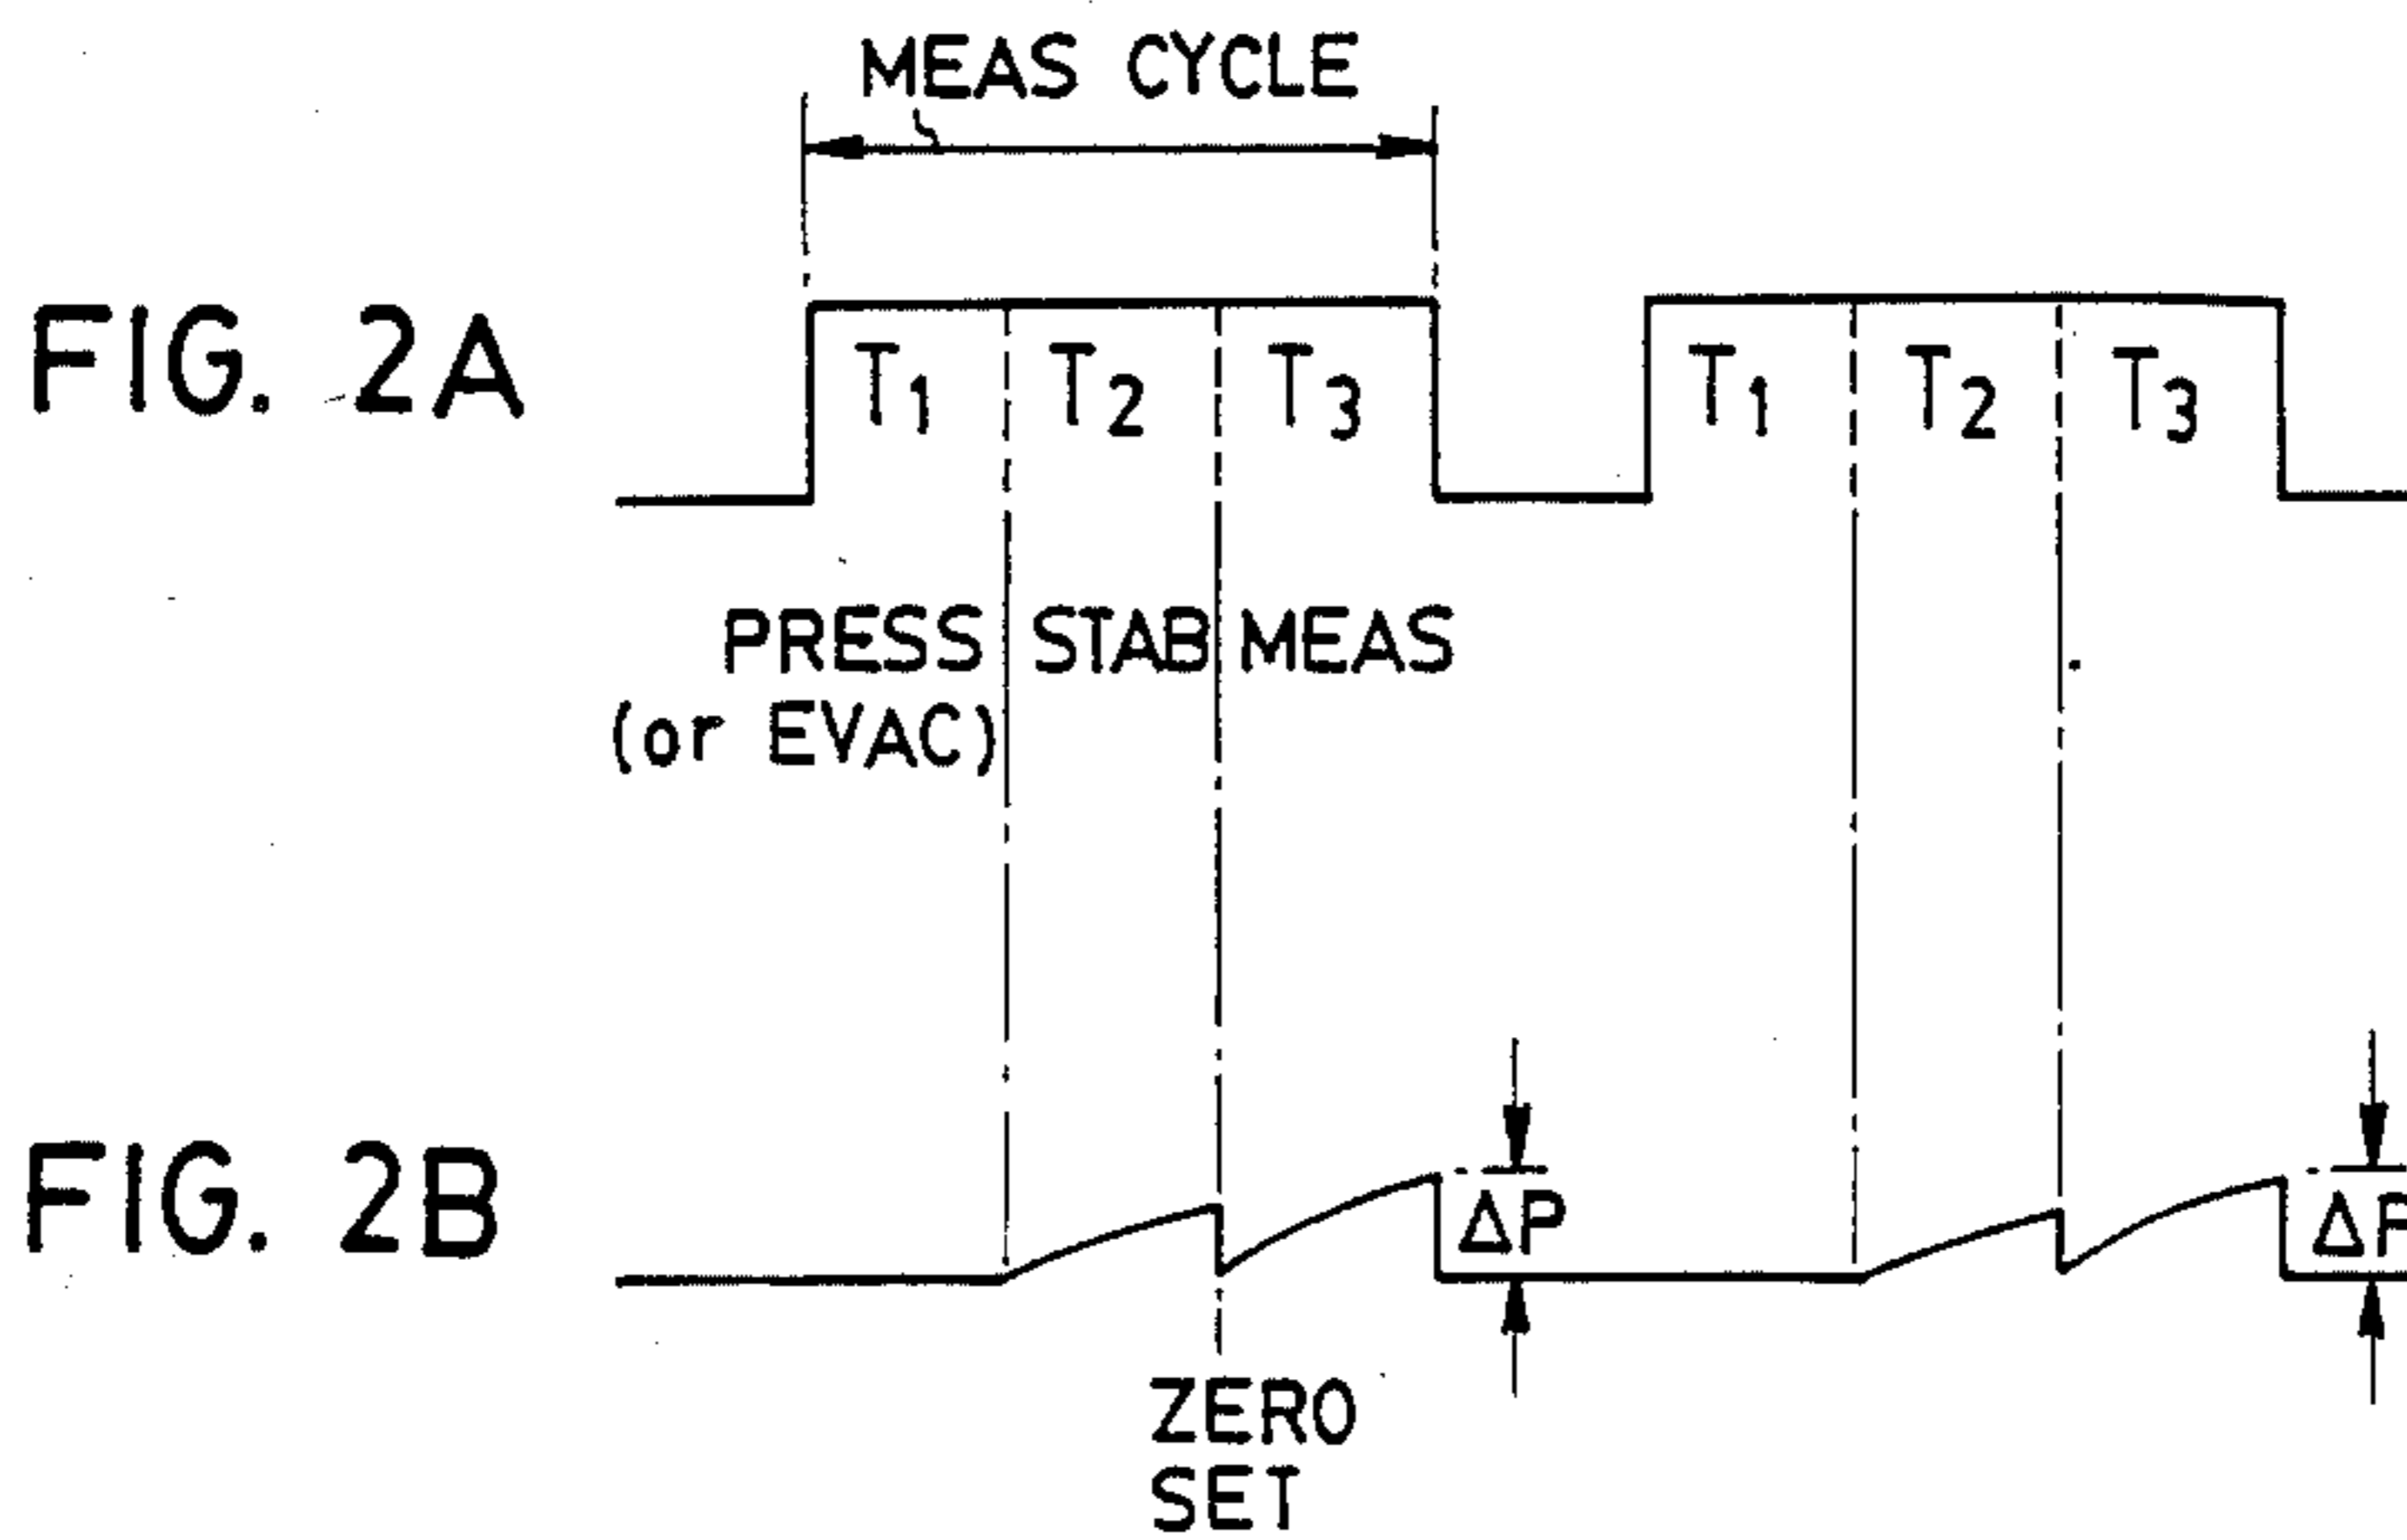 MEAS CYCLE
FIG. 2A
T1 T2 T3 T1 T2 T3
PRESS STAB MEAS
(or EVAC)
FIG. 2B
ΔP ΔP
ZERO
SET